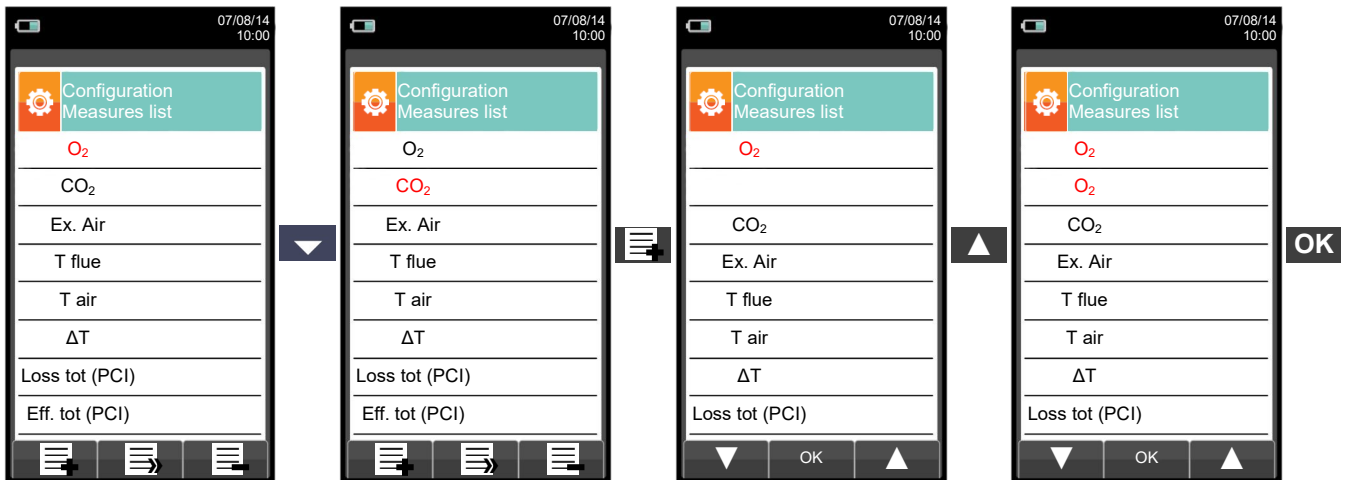 07/08/14
10:00
Configuration
Measures list
O₂
CO₂
Ex. Air
T flue
T air
ΔT
Loss tot (PCI)
Eff. tot (PCI)
07/08/14
10:00
Configuration
Measures list
O₂
CO₂
Ex. Air
T flue
T air
ΔT
Loss tot (PCI)
Eff. tot (PCI)
07/08/14
10:00
Configuration
Measures list
O₂
CO₂
Ex. Air
T flue
T air
ΔT
Loss tot (PCI)
OK
07/08/14
10:00
Configuration
Measures list
O₂
O₂
CO₂
Ex. Air
T flue
T air
ΔT
Loss tot (PCI)
OK
OK